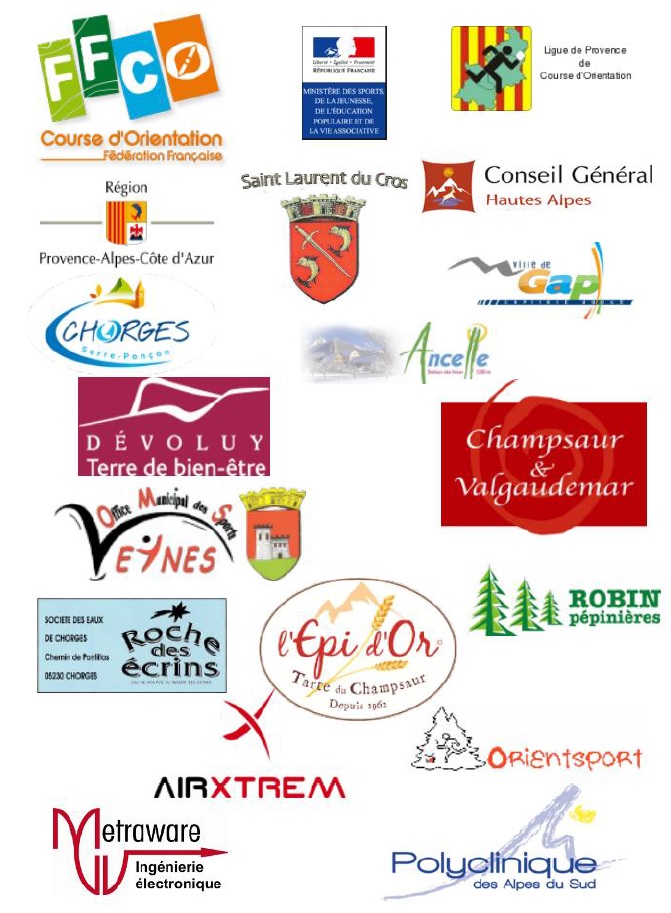 FFCO
Course d'Orientation
Fédération Française
Liberté • Égalité • Fraternité
RÉPUBLIQUE FRANÇAISE
MINISTÈRE DES SPORTS,
DE LA JEUNESSE,
DE L'ÉDUCATION
POPULAIRE ET DE
LA VIE ASSOCIATIVE
Ligue de Provence
de
Course d'Orientation
Région
Provence-Alpes-Côte d'Azur
Saint Laurent du Cros
Conseil Général
Hautes Alpes
Ville de
Gap
CHORGES
Serre-Ponçon
Ancelle
DÉVOLUY
Terre de bien-être
Champsaur
&
Valgaudemar
Office Municipal des Sports
VEYNES
SOCIETE DES EAUX
DE CHORGES
Chemin de Pontillas
05230 CHORGES
Roche
des
écrins
l'Epi d'Or
Tarte du Champsaur
Depuis 1962
ROBIN
pépinières
AIRXTREM
ORIENTSPORT
Metraware
Ingénierie
électronique
Polyclinique
des Alpes du Sud